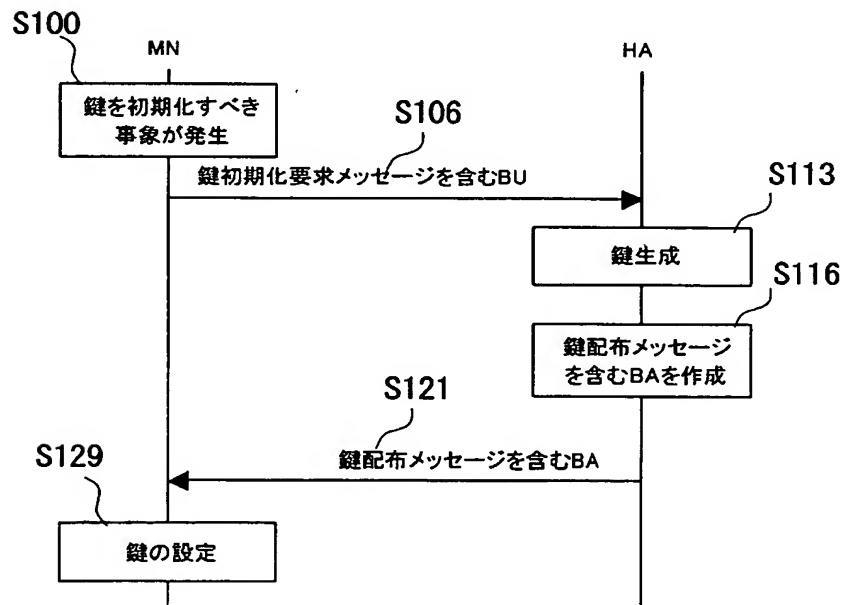 S100
MN
HA
鍵を初期化すべき
事象が発生
S106
鍵初期化要求メッセージを含むBU
S113
鍵生成
S116
鍵配布メッセージ
を含むBAを作成
S121
鍵配布メッセージを含むBA
S129
鍵の設定